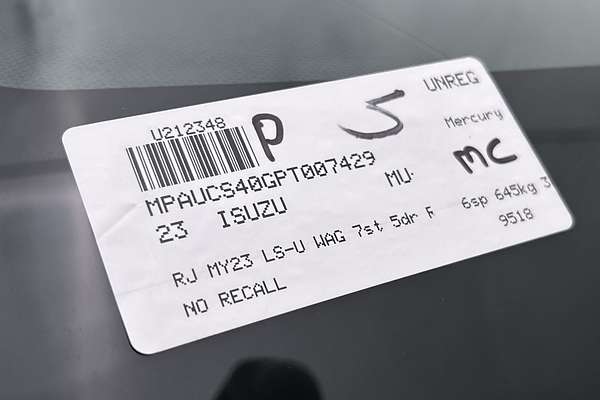 U212348 P 5 UNREG
Mercury
MC
MPAUCS40GPT007429
23 ISUZU MU-
RJ MY23 LS-U WAG 7st 5dr 6sp 645kg 3
NO RECALL 9518